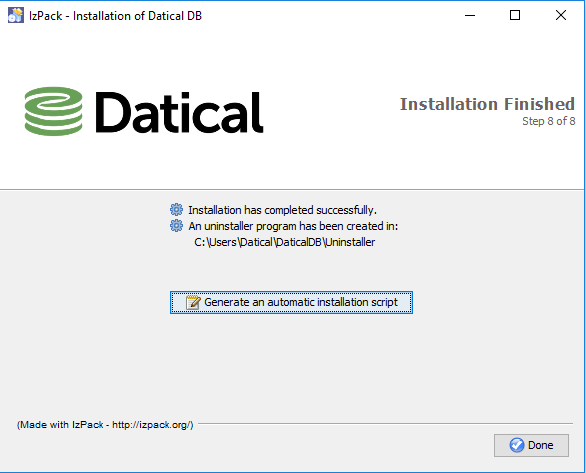 IzPack - Installation of Datical DB
Datical
Installation Finished
Step 8 of 8
Installation has completed successfully.
An uninstaller program has been created in:
C:\Users\Datical\DaticalDB\Uninstaller
Generate an automatic installation script
(Made with IzPack - http://izpack.org/)
Done